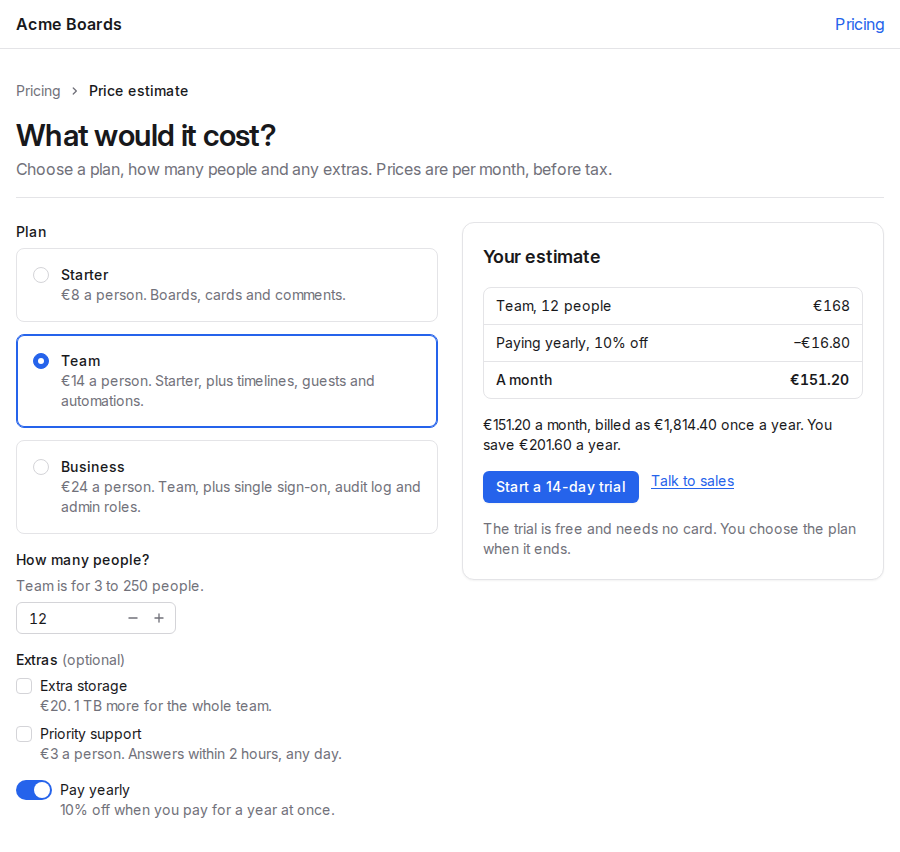 Acme Boards
Pricing
Pricing > Price estimate
What would it cost?
Choose a plan, how many people and any extras. Prices are per month, before tax.
Plan
Starter
€8 a person. Boards, cards and comments.
Team
€14 a person. Starter, plus timelines, guests and
automations.
Business
€24 a person. Team, plus single sign-on, audit log and
admin roles.
How many people?
Team is for 3 to 250 people.
12 − +
Extras (optional)
Extra storage
€20. 1 TB more for the whole team.
Priority support
€3 a person. Answers within 2 hours, any day.
Pay yearly
10% off when you pay for a year at once.
Your estimate
Team, 12 people €168
Paying yearly, 10% off −€16.80
A month €151.20
€151.20 a month, billed as €1,814.40 once a year. You
save €201.60 a year.
Start a 14-day trial
Talk to sales
The trial is free and needs no card. You choose the plan
when it ends.